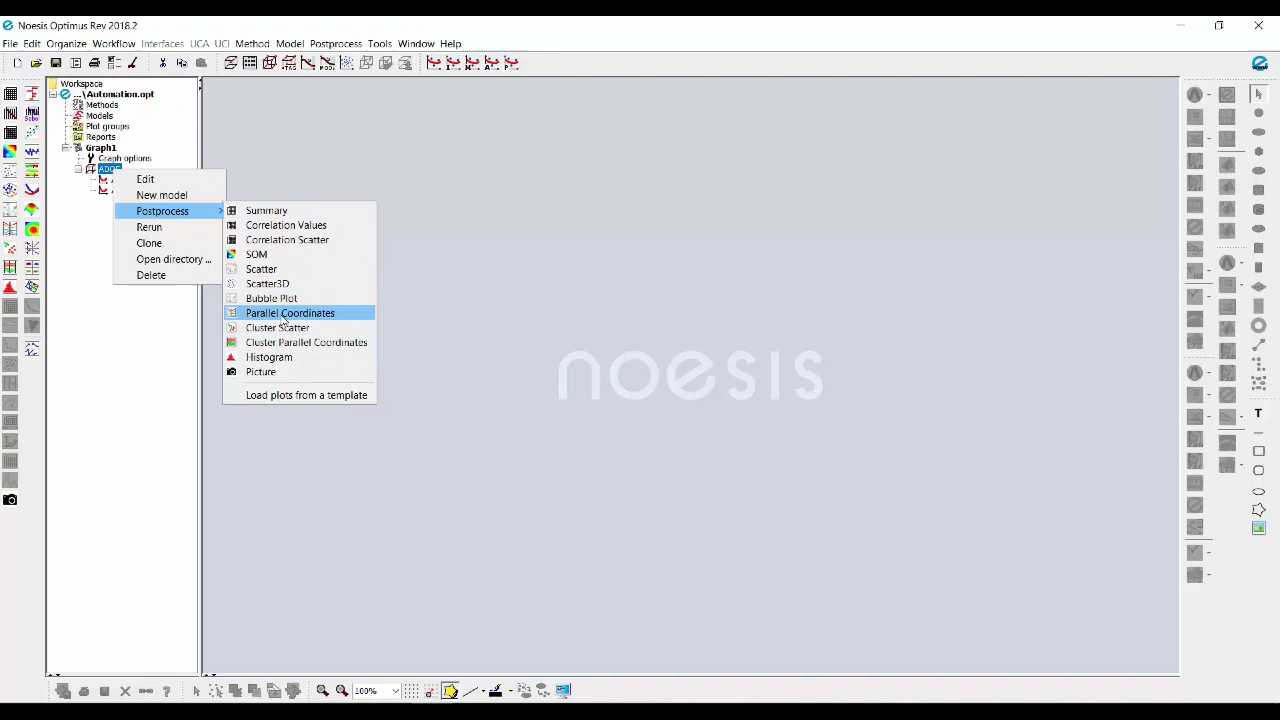 Noesis Optimus Rev 2018.2
File Edit Organize Workflow Interfaces UCA UCI Method Model Postprocess Tools Window Help
Workspace
...\Automation.opt
Methods
Models
Plot groups
Reports
Graph1
Graph options
Edit
New model
Postprocess
Rerun
Clone
Open directory ...
Delete
Summary
Correlation Values
Correlation Scatter
SOM
Scatter
Scatter3D
Bubble Plot
Parallel Coordinates
Cluster Scatter
Cluster Parallel Coordinates
Histogram
Picture
Load plots from a template
noesis
T
100%